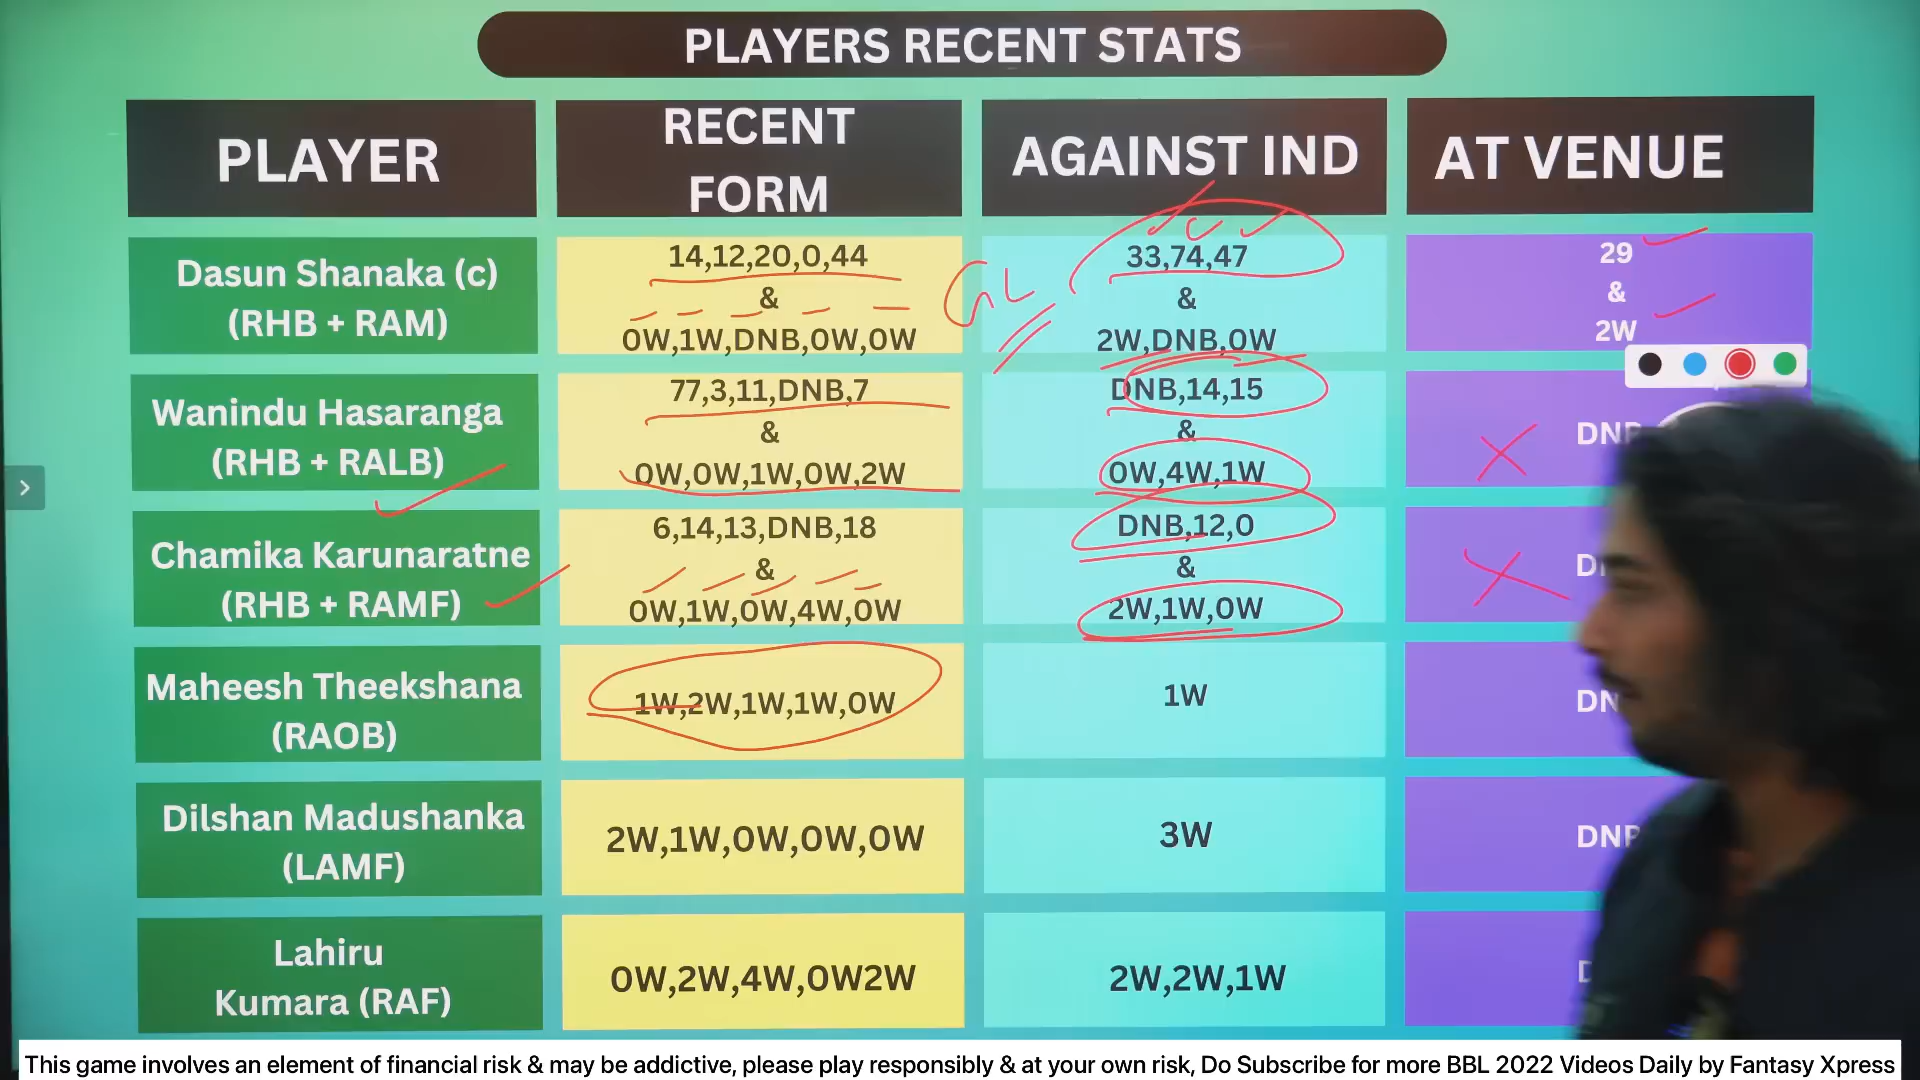 PLAYERS RECENT STATS
PLAYER
RECENT
FORM
AGAINST IND
AT VENUE
Dasun Shanaka (c)
(RHB + RAM)
14,12,20,0,44
&
0W,1W,DNB,0W,0W
33,74,47
&
2W,DNB,0W
29
&
2W
GL
Wanindu Hasaranga
(RHB + RALB)
77,3,11,DNB,7
&
0W,0W,1W,0W,2W
DNB,14,15
&
0W,4W,1W
Chamika Karunaratne
(RHB + RAMF)
6,14,13,DNB,18
&
0W,1W,0W,4W,0W
DNB,12,0
&
2W,1W,0W
Maheesh Theekshana
(RAOB)
1W,2W,1W,1W,0W
1W
Dilshan Madushanka
(LAMF)
2W,1W,0W,0W,0W
3W
Lahiru
Kumara (RAF)
0W,2W,4W,0W2W
2W,2W,1W
This game involves an element of financial risk & may be addictive, please play responsibly & at your own risk, Do Subscribe for more BBL 2022 Videos Daily by Fantasy Xpress